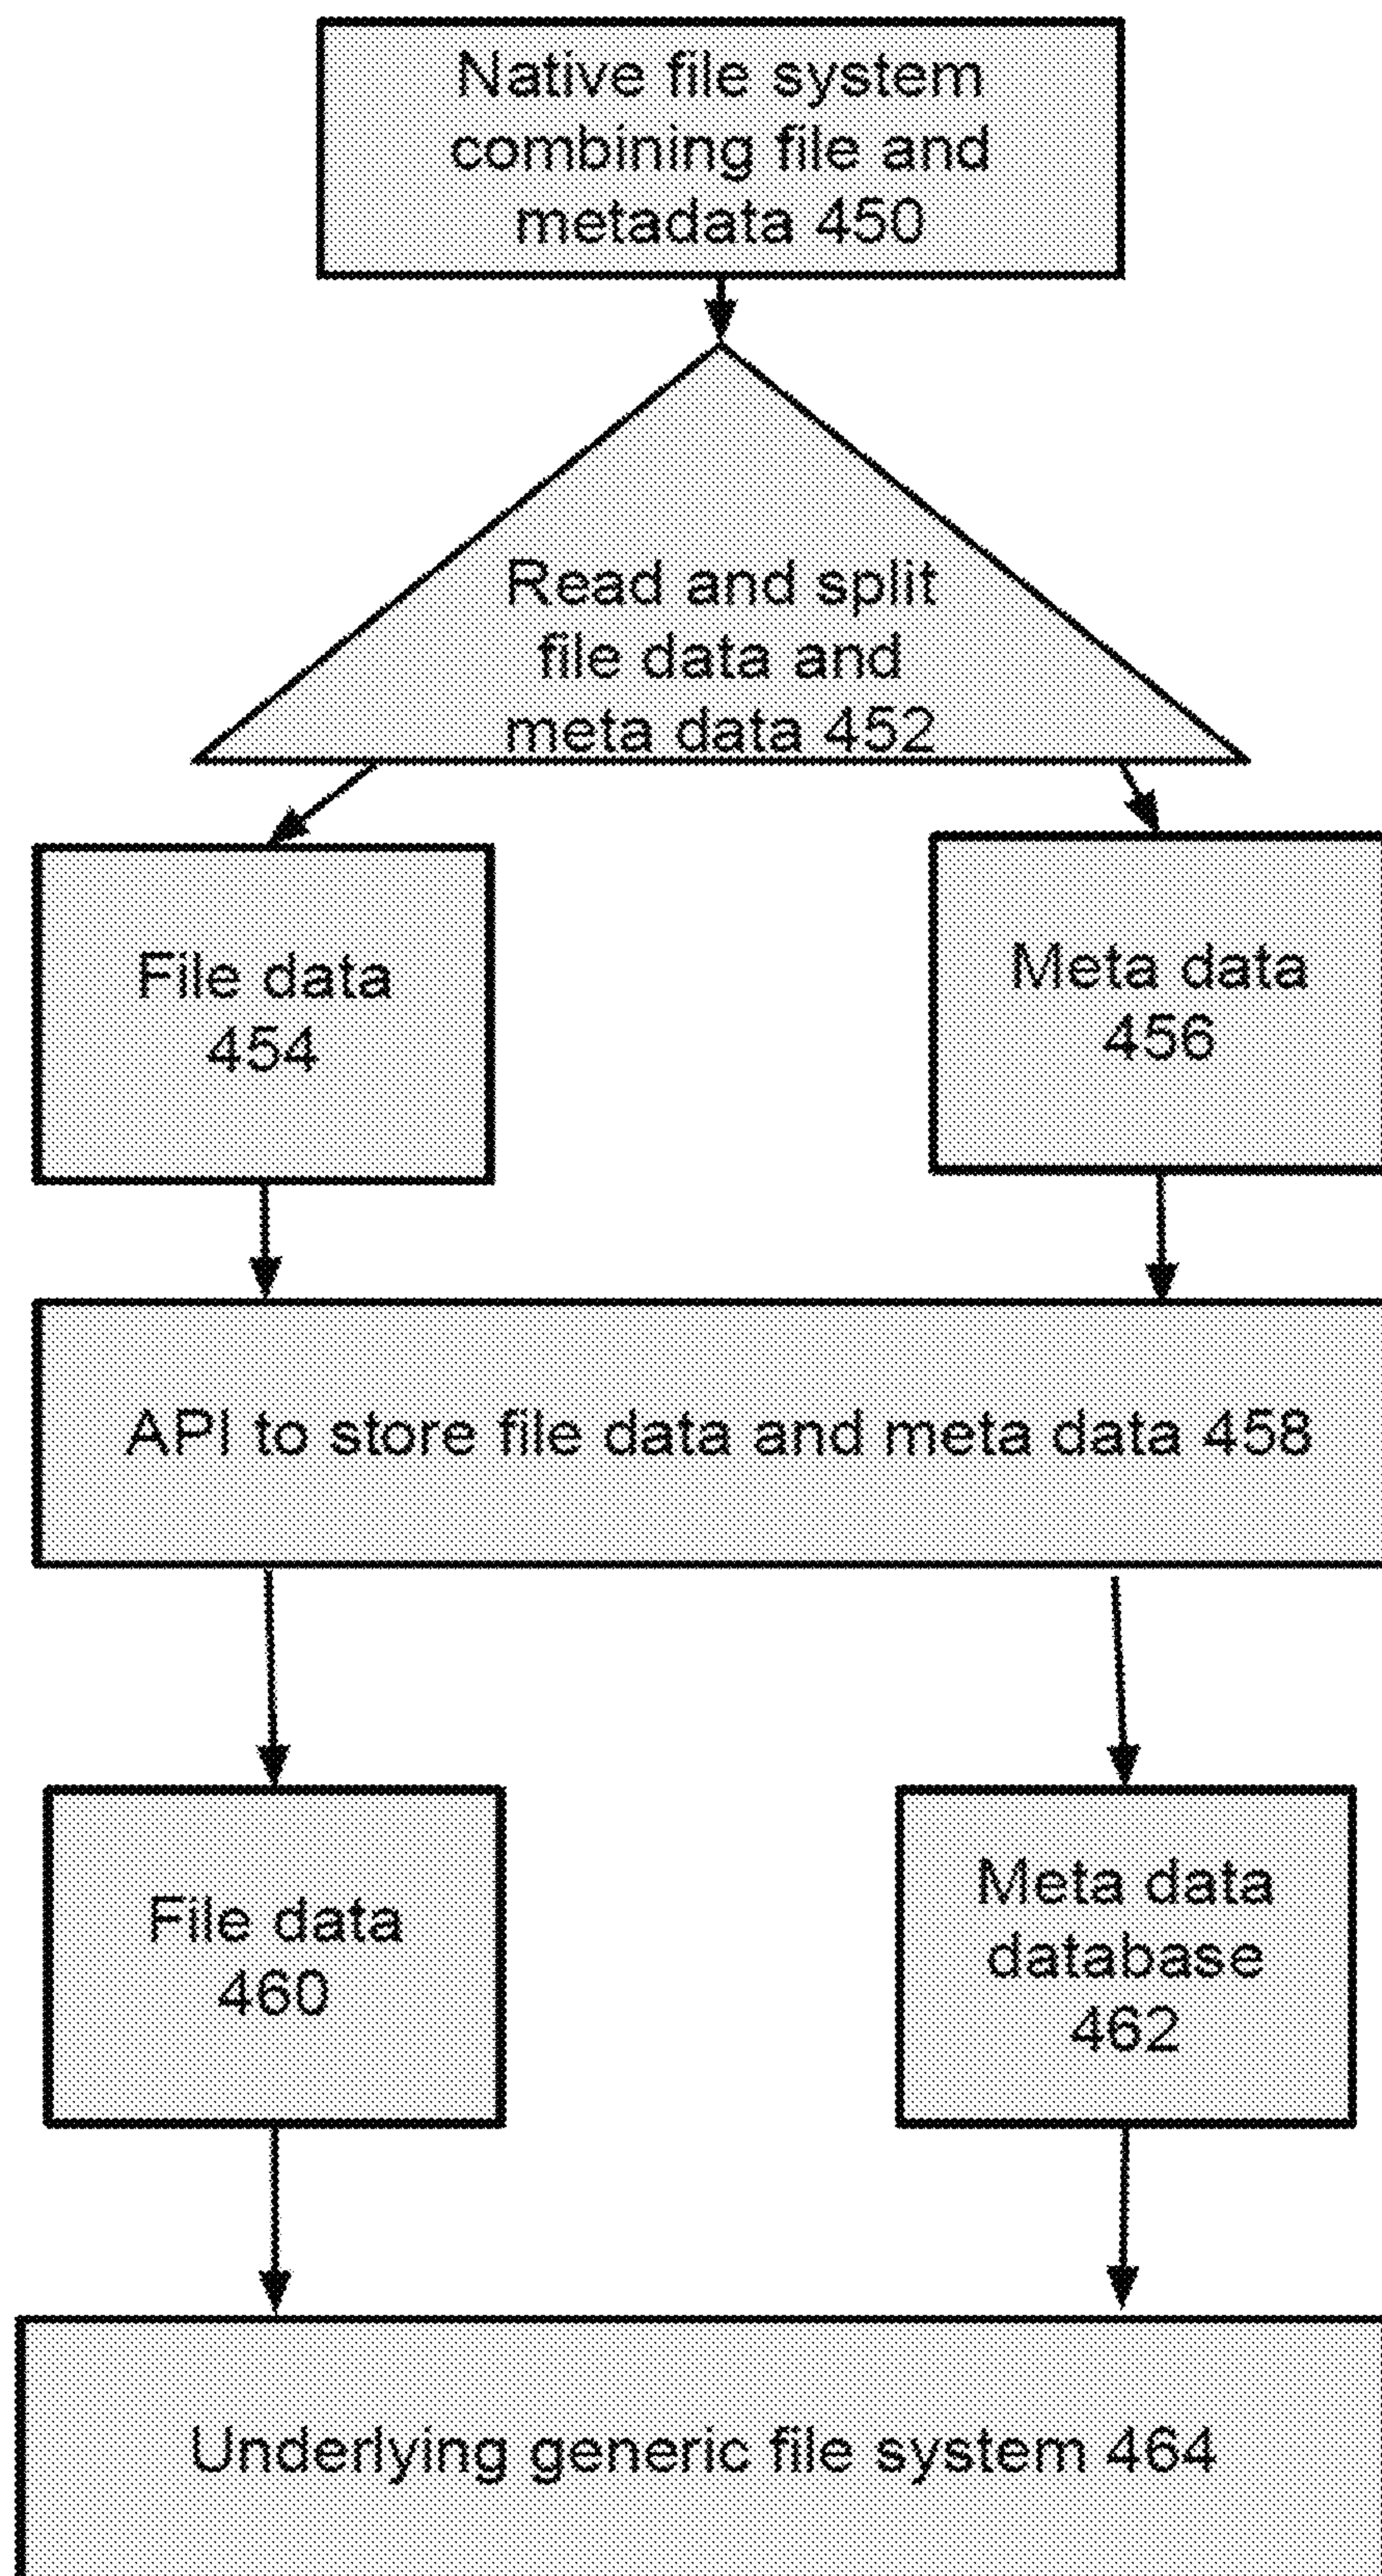 Native file system
combining file and
metadata 450
Read and split
file data and
meta data 452
File data
454
Meta data
456
API to store file data and meta data 458
File data
460
Meta data
database
462
Underlying generic file system 464